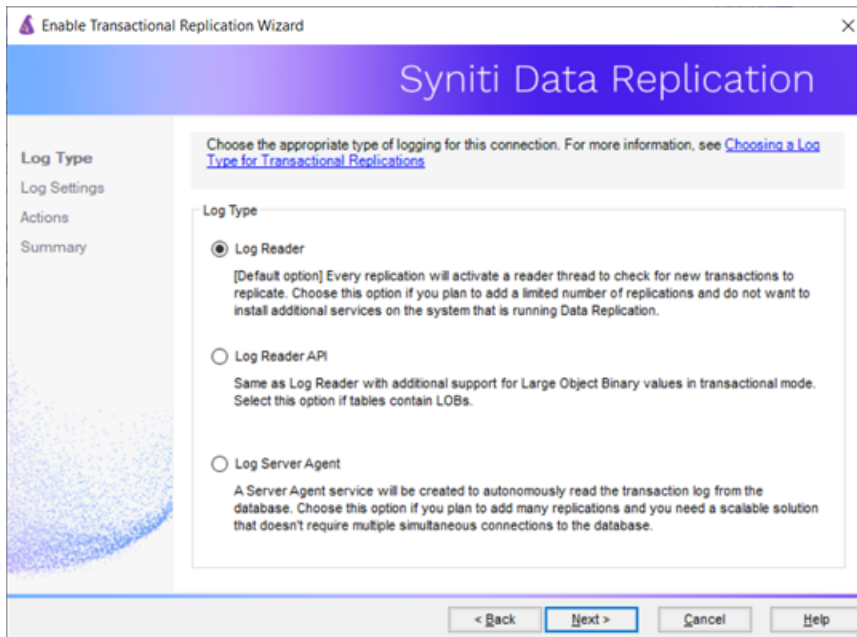 Enable Transactional Replication Wizard
Syniti Data Replication
Log Type
Log Settings
Actions
Summary
Choose the appropriate type of logging for this connection. For more information, see Choosing a Log
Type for Transactional Replications
Log Type
Log Reader
[Default option] Every replication will activate a reader thread to check for new transactions to
replicate. Choose this option if you plan to add a limited number of replications and do not want to
install additional services on the system that is running Data Replication.
Log Reader API
Same as Log Reader with additional support for Large Object Binary values in transactional mode.
Select this option if tables contain LOBs.
Log Server Agent
A Server Agent service will be created to autonomously read the transaction log from the
database. Choose this option if you plan to add many replications and you need a scalable solution
that doesn't require multiple simultaneous connections to the database.
< Back
Next >
Cancel
Help